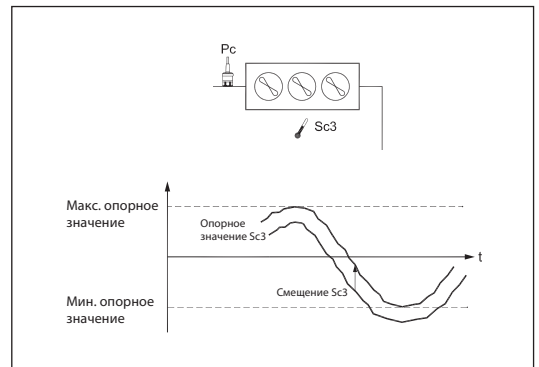 Pc
Sc3
Макс. опорное
значение
Опорное
значение Sc3
t
Смещение Sc3
Мин. опорное
значение